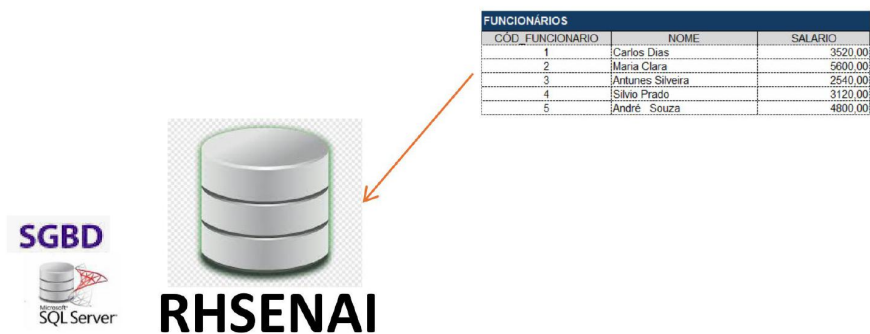 FUNCIONÁRIOS
CÓD_FUNCIONARIO NOME SALARIO
1 Carlos Dias 3520,00
2 Maria Clara 5600,00
3 Antunes Silveira 2540,00
4 Silvio Prado 3120,00
5 André Souza 4800,00
SGBD
Microsoft
SQL Server
RHSENAI